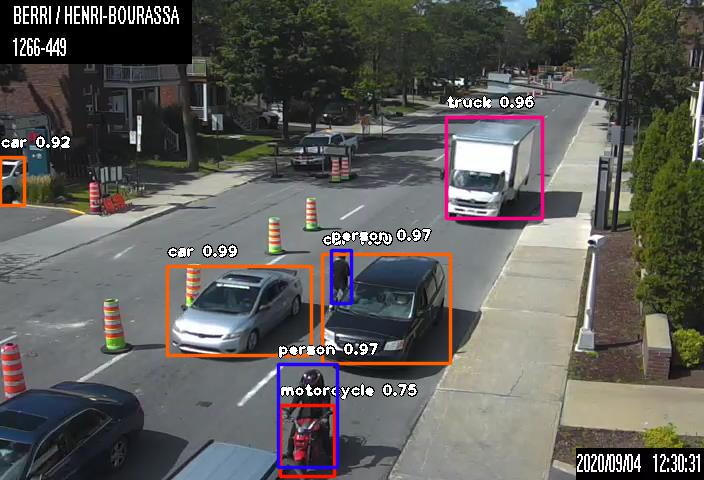 BERRI / HENRI-BOURASSA
1266-449
truck 0.96
car 0.92
person 0.97
car 0.99
person 0.97
motorcycle 0.75
2020/09/04 12:30:31